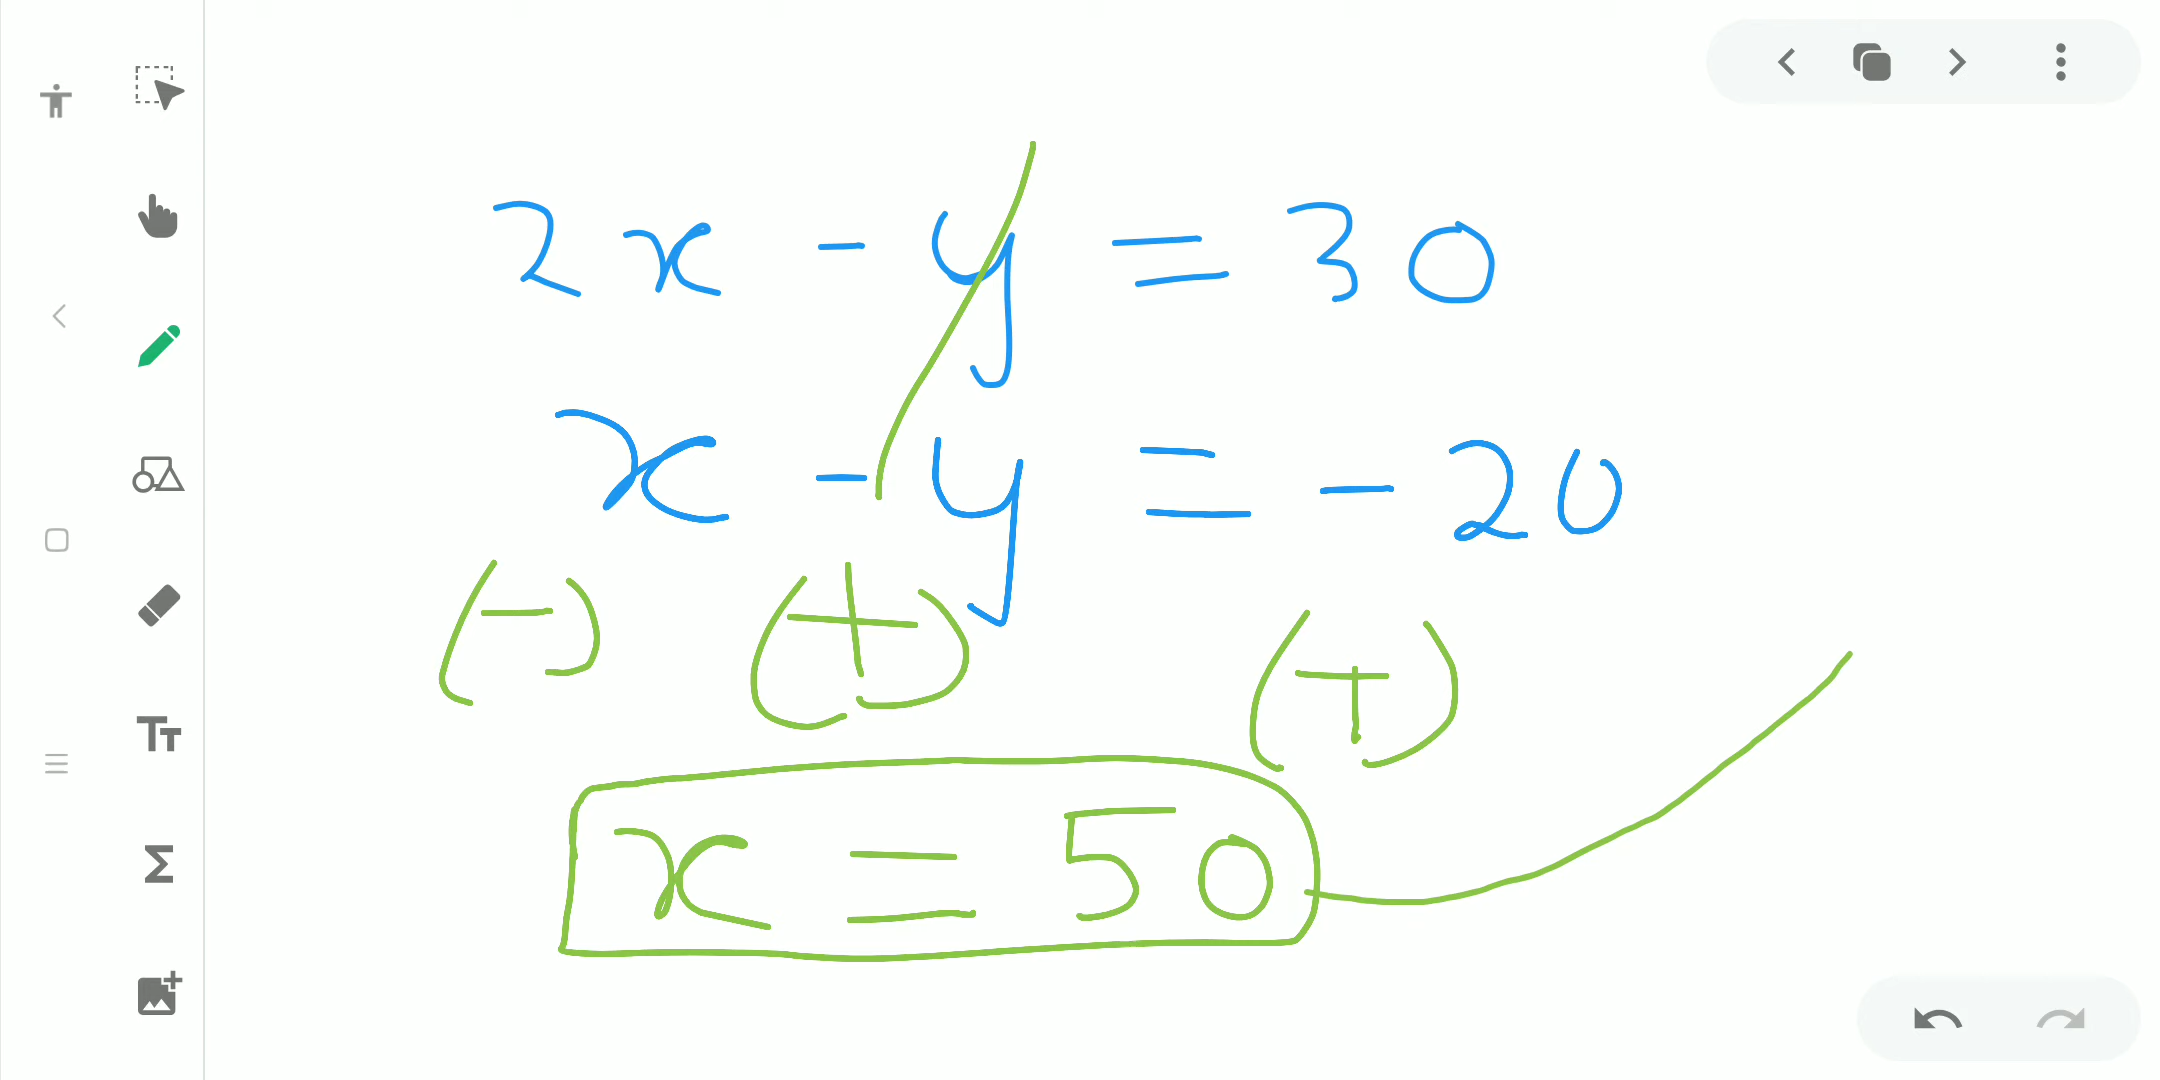 2x - y = 30
x - y = - 20
(-) (+) (+)
x = 50